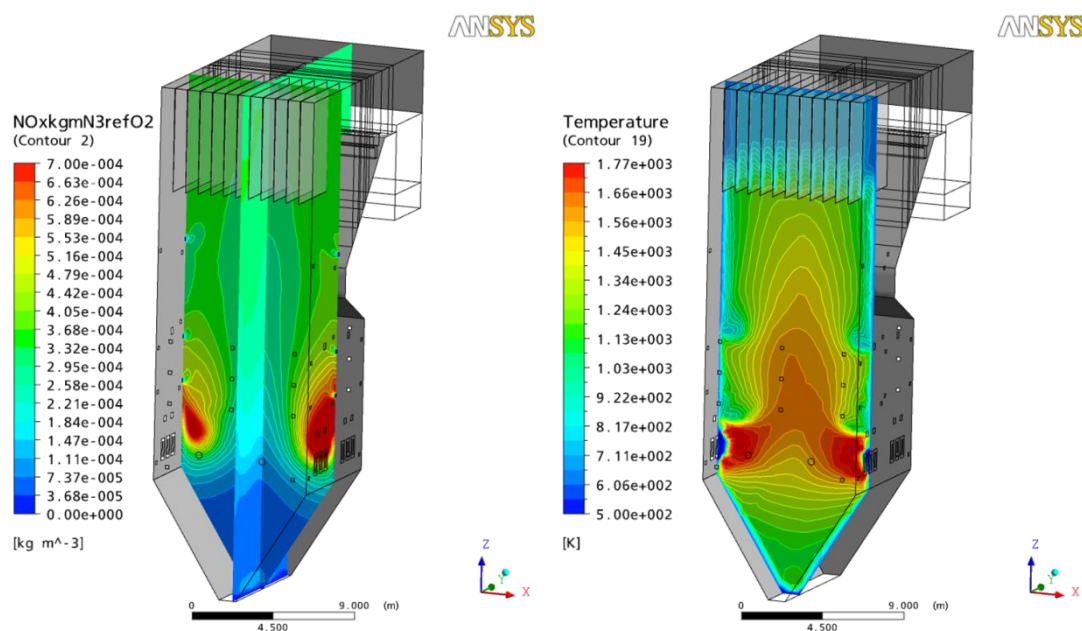 ANSYS
NOxkgmN3refO2
(Contour 2)
7.00e-004
6.63e-004
6.26e-004
5.89e-004
5.53e-004
5.16e-004
4.79e-004
4.42e-004
4.05e-004
3.68e-004
3.32e-004
2.95e-004
2.58e-004
2.21e-004
1.84e-004
1.47e-004
1.11e-004
7.37e-005
3.68e-005
0.00e+000
[kg m^-3]
Z
Y
X
0
9.000
(m)
4.500
ANSYS
Temperature
(Contour 19)
1.77e+003
1.66e+003
1.56e+003
1.45e+003
1.34e+003
1.24e+003
1.13e+003
1.03e+003
9.22e+002
8.17e+002
7.11e+002
6.06e+002
5.00e+002
[K]
Z
Y
X
0
9.000
(m)
4.500